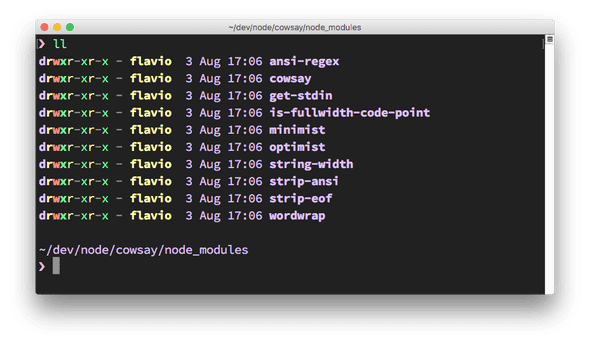 ~/dev/node/cowsay/node_modules
❯ ll
drwxr-xr-x - flavio 3 Aug 17:06 ansi-regex
drwxr-xr-x - flavio 3 Aug 17:06 cowsay
drwxr-xr-x - flavio 3 Aug 17:06 get-stdin
drwxr-xr-x - flavio 3 Aug 17:06 is-fullwidth-code-point
drwxr-xr-x - flavio 3 Aug 17:06 minimist
drwxr-xr-x - flavio 3 Aug 17:06 optimist
drwxr-xr-x - flavio 3 Aug 17:06 string-width
drwxr-xr-x - flavio 3 Aug 17:06 strip-ansi
drwxr-xr-x - flavio 3 Aug 17:06 strip-eof
drwxr-xr-x - flavio 3 Aug 17:06 wordwrap
~/dev/node/cowsay/node_modules
❯